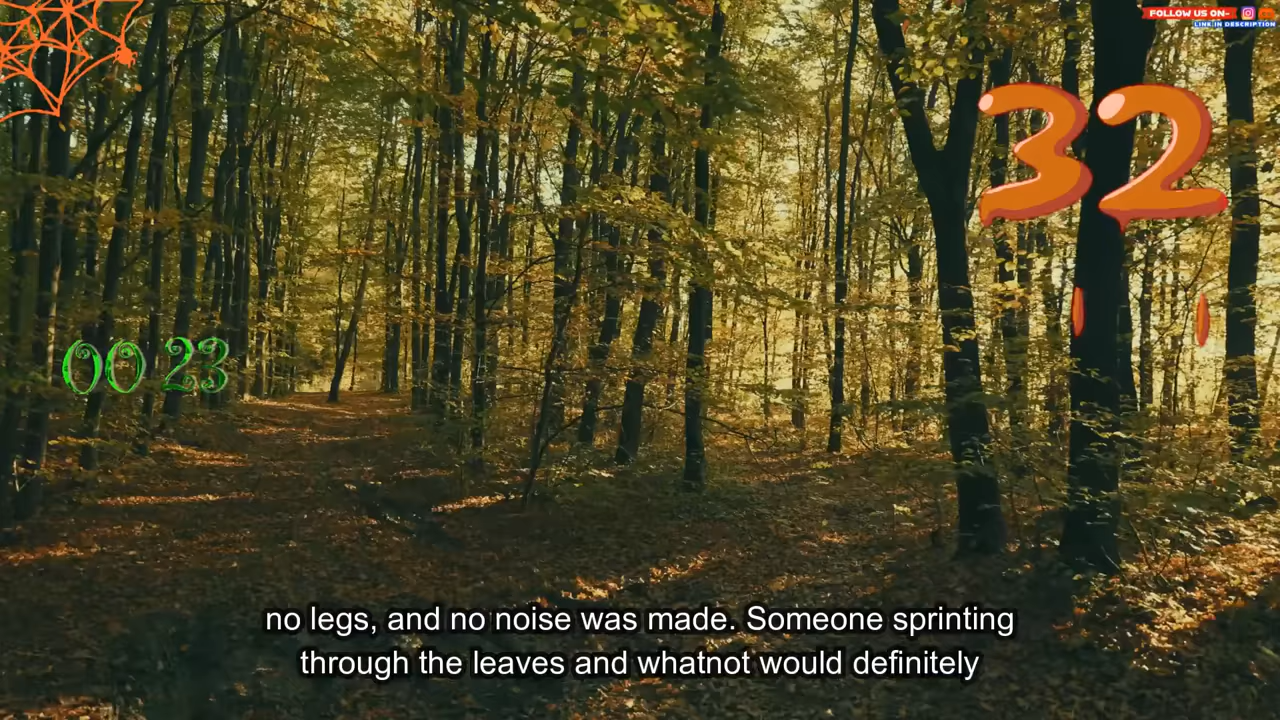 FOLLOW US ON-
LINK IN DESCRIPTION
32
00 23
no legs, and no noise was made. Someone sprinting
through the leaves and whatnot would definitely